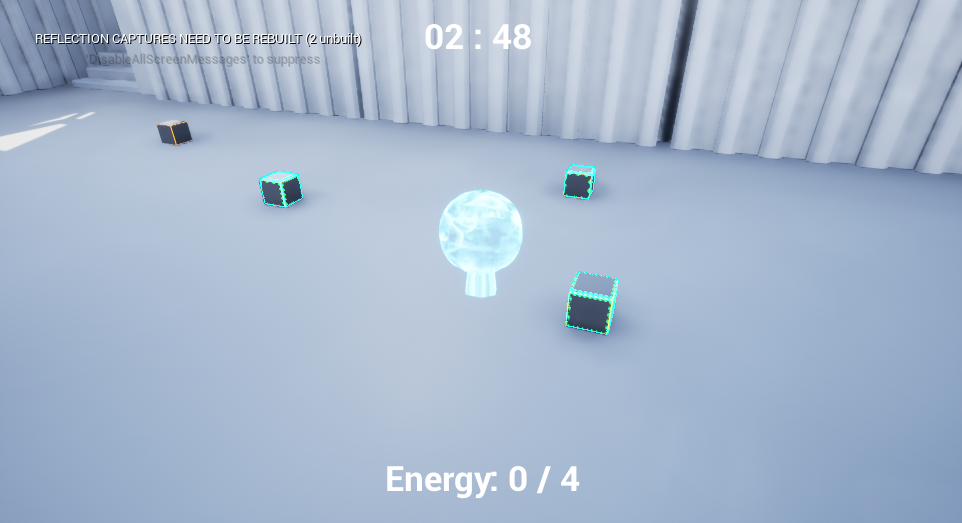 REFLECTION CAPTURES NEED TO BE REBUILT (2 unbuilt)
02 : 48
'DisableAllScreenMessages' to suppress
Energy: 0 / 4